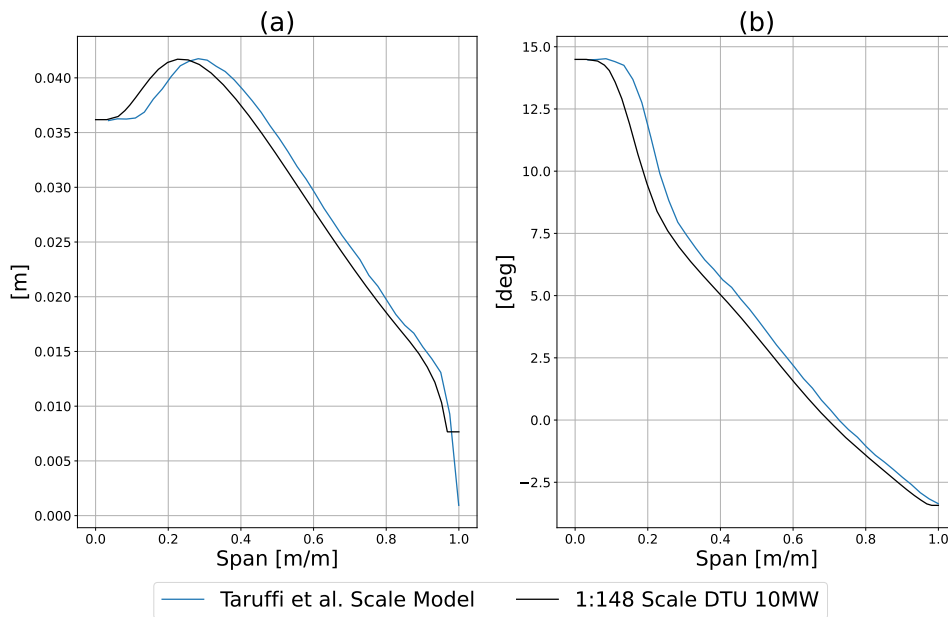 (a)
(b)
[m]
0.040
0.035
0.030
0.025
0.020
0.015
0.010
0.005
0.000
0.0 0.2 0.4 0.6 0.8 1.0
Span [m/m]
[deg]
15.0
12.5
10.0
7.5
5.0
2.5
0.0
−2.5
0.0 0.2 0.4 0.6 0.8 1.0
Span [m/m]
Taruffi et al. Scale Model
1:148 Scale DTU 10MW